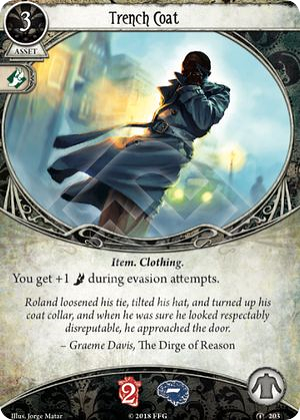 3
Trench Coat
ASSET
Item. Clothing.
You get +1 during evasion attempts.
Roland loosened his tie, tilted his hat, and turned up his
coat collar, and when he was sure he looked respectably
disreputable, he approached the door.
– Graeme Davis, The Dirge of Reason
2
Illus. Jorge Matar © 2018 FFG 203